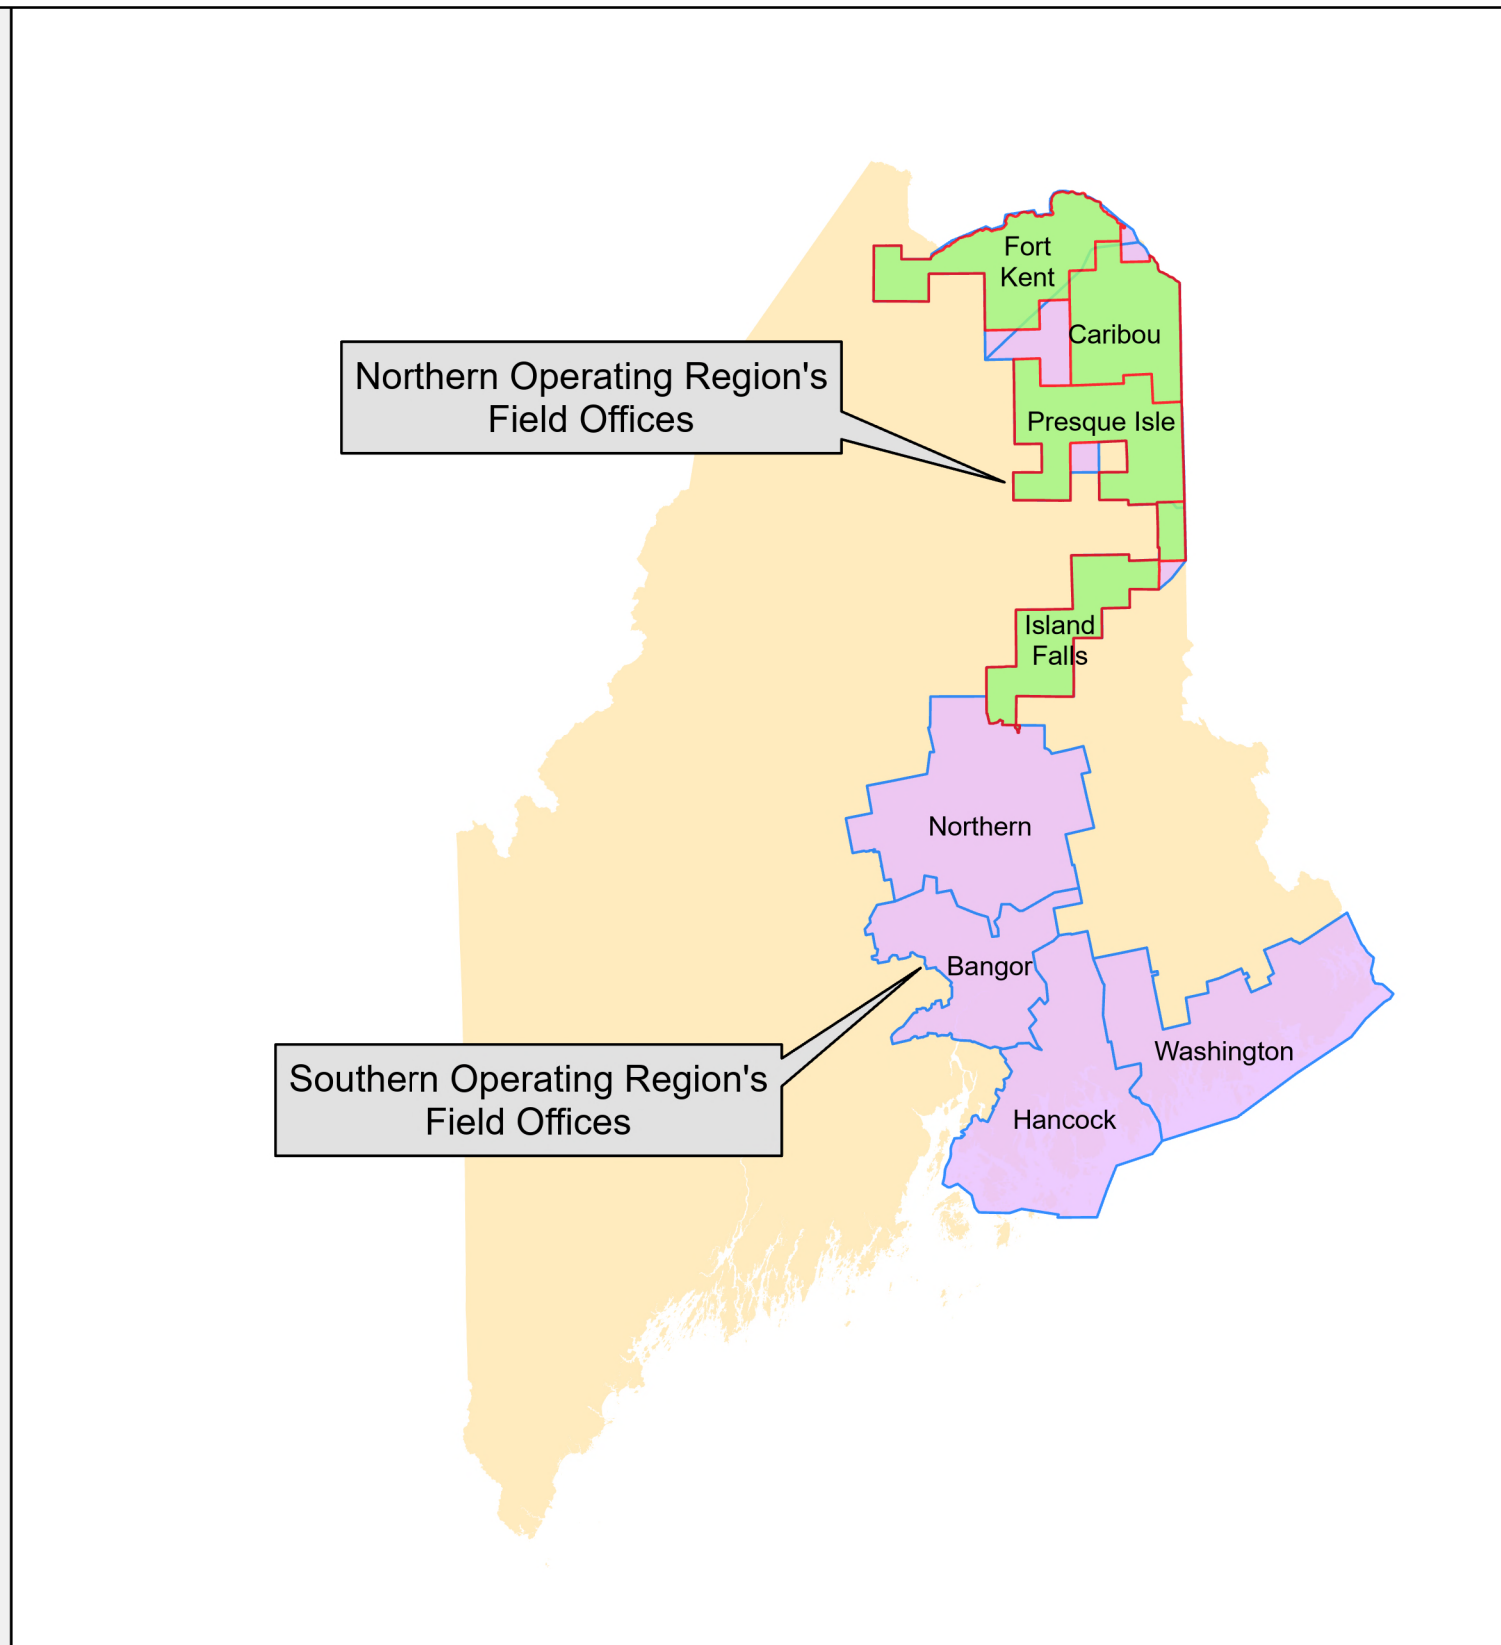 Fort
Kent
Caribou
Northern Operating Region's
Field Offices
Presque Isle
Island
Falls
Northern
Bangor
Washington
Southern Operating Region's
Field Offices
Hancock